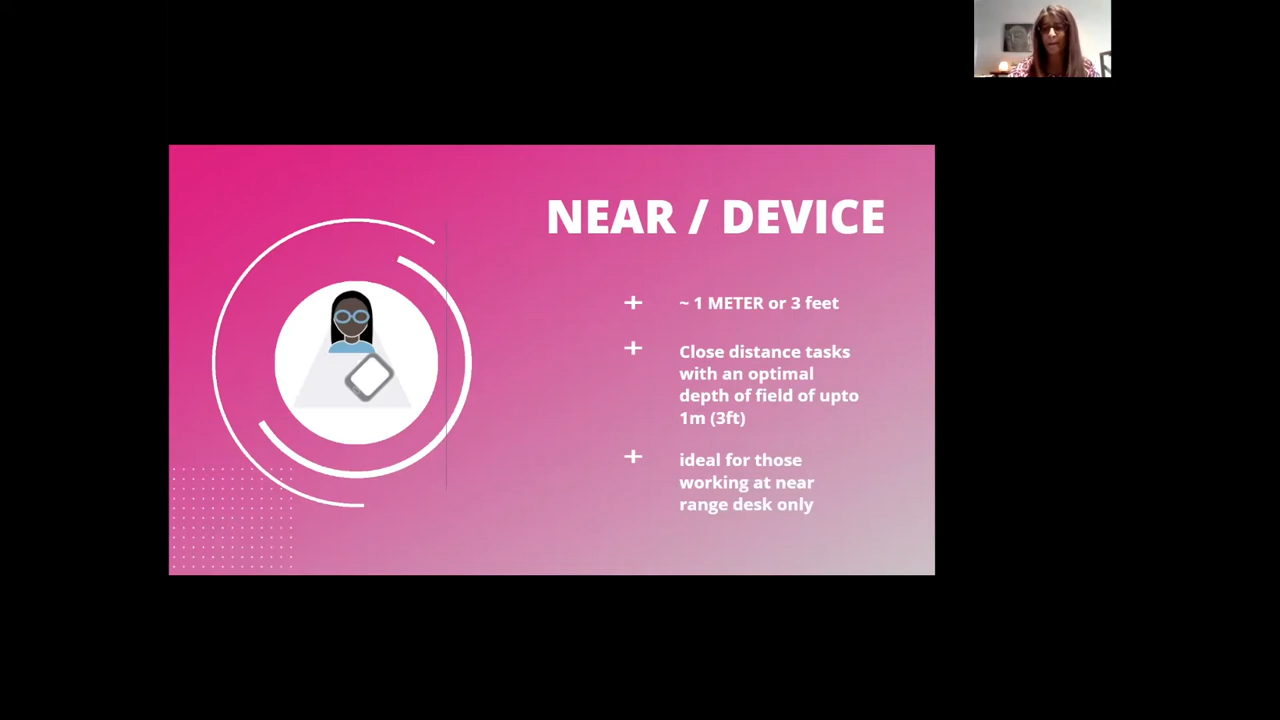 NEAR / DEVICE
+ ~ 1 METER or 3 feet
+ Close distance tasks
with an optimal
depth of field of upto
1m (3ft)
+ ideal for those
working at near
range desk only